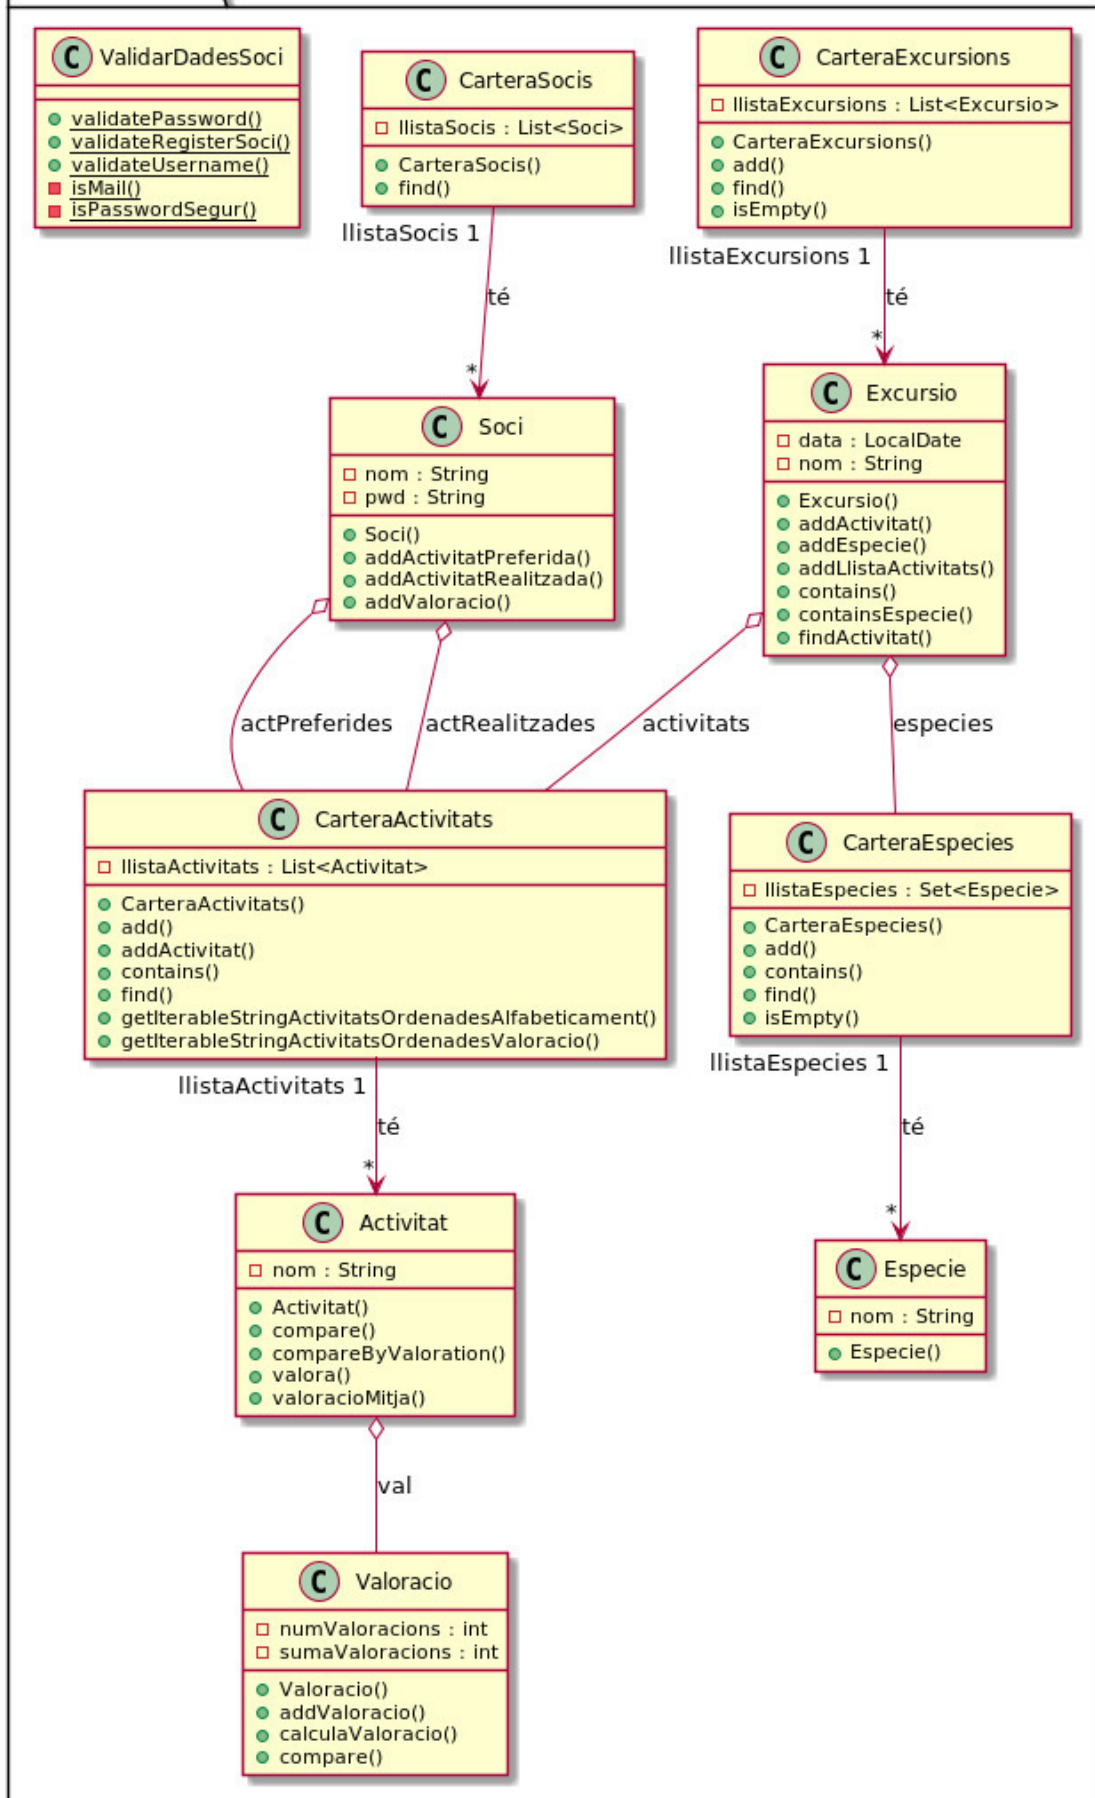 C ValidarDadesSoci
validatePassword()
validateRegisterSoci()
validateUsername()
isMail()
isPasswordSegur()
C CarteraSocis
llistaSocis : List<Soci>
CarteraSocis()
find()
C CarteraExcursions
llistaExcursions : List<Excursio>
CarteraExcursions()
add()
find()
isEmpty()
llistaSocis 1
té
*
llistaExcursions 1
té
*
C Soci
nom : String
pwd : String
Soci()
addActivitatPreferida()
addActivitatRealitzada()
addValoracio()
C Excursio
data : LocalDate
nom : String
Excursio()
addActivitat()
addEspecie()
addLlistaActivitats()
contains()
containsEspecie()
findActivitat()
actPreferides
actRealitzades
activitats
especies
C CarteraActivitats
llistaActivitats : List<Activitat>
CarteraActivitats()
add()
addActivitat()
contains()
find()
getIterableStringActivitatsOrdenadesAlfabeticament()
getIterableStringActivitatsOrdenadesValoracio()
C CarteraEspecies
llistaEspecies : Set<Especie>
CarteraEspecies()
add()
contains()
find()
isEmpty()
llistaActivitats 1
té
*
llistaEspecies 1
té
*
C Activitat
nom : String
Activitat()
compare()
compareByValoration()
valora()
valoracioMitja()
C Especie
nom : String
Especie()
val
C Valoracio
numValoracions : int
sumaValoracions : int
Valoracio()
addValoracio()
calculaValoracio()
compare()